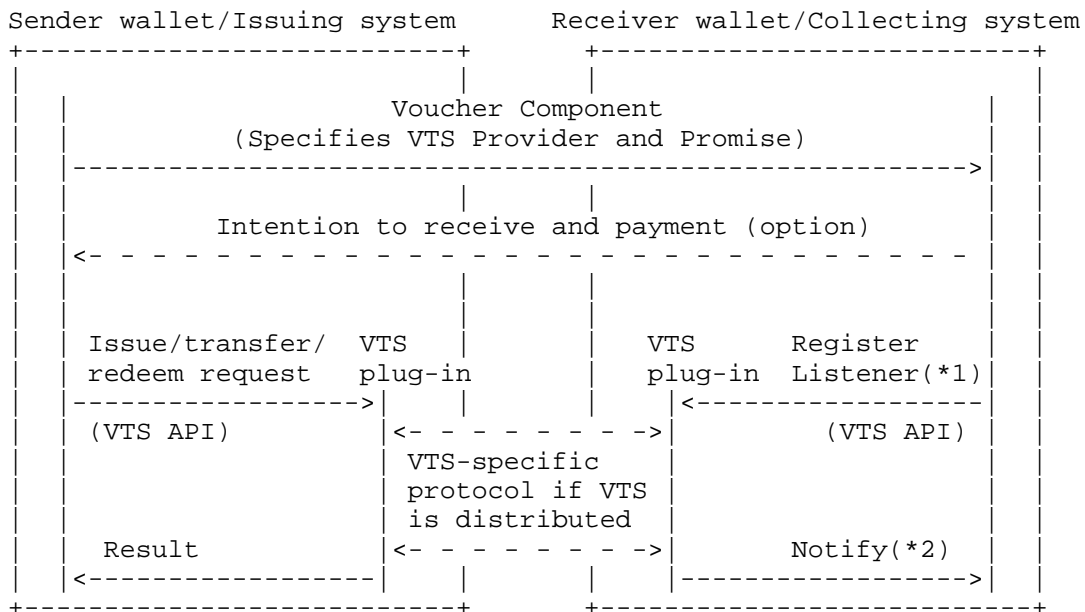 Sender wallet/Issuing system Receiver wallet/Collecting system
Voucher Component
(Specifies VTS Provider and Promise)
Intention to receive and payment (option)
Issue/transfer/ VTS VTS Register
redeem request plug-in plug-in Listener(*1)
(VTS API) (VTS API)
VTS-specific
protocol if VTS
is distributed
Result Notify(*2)